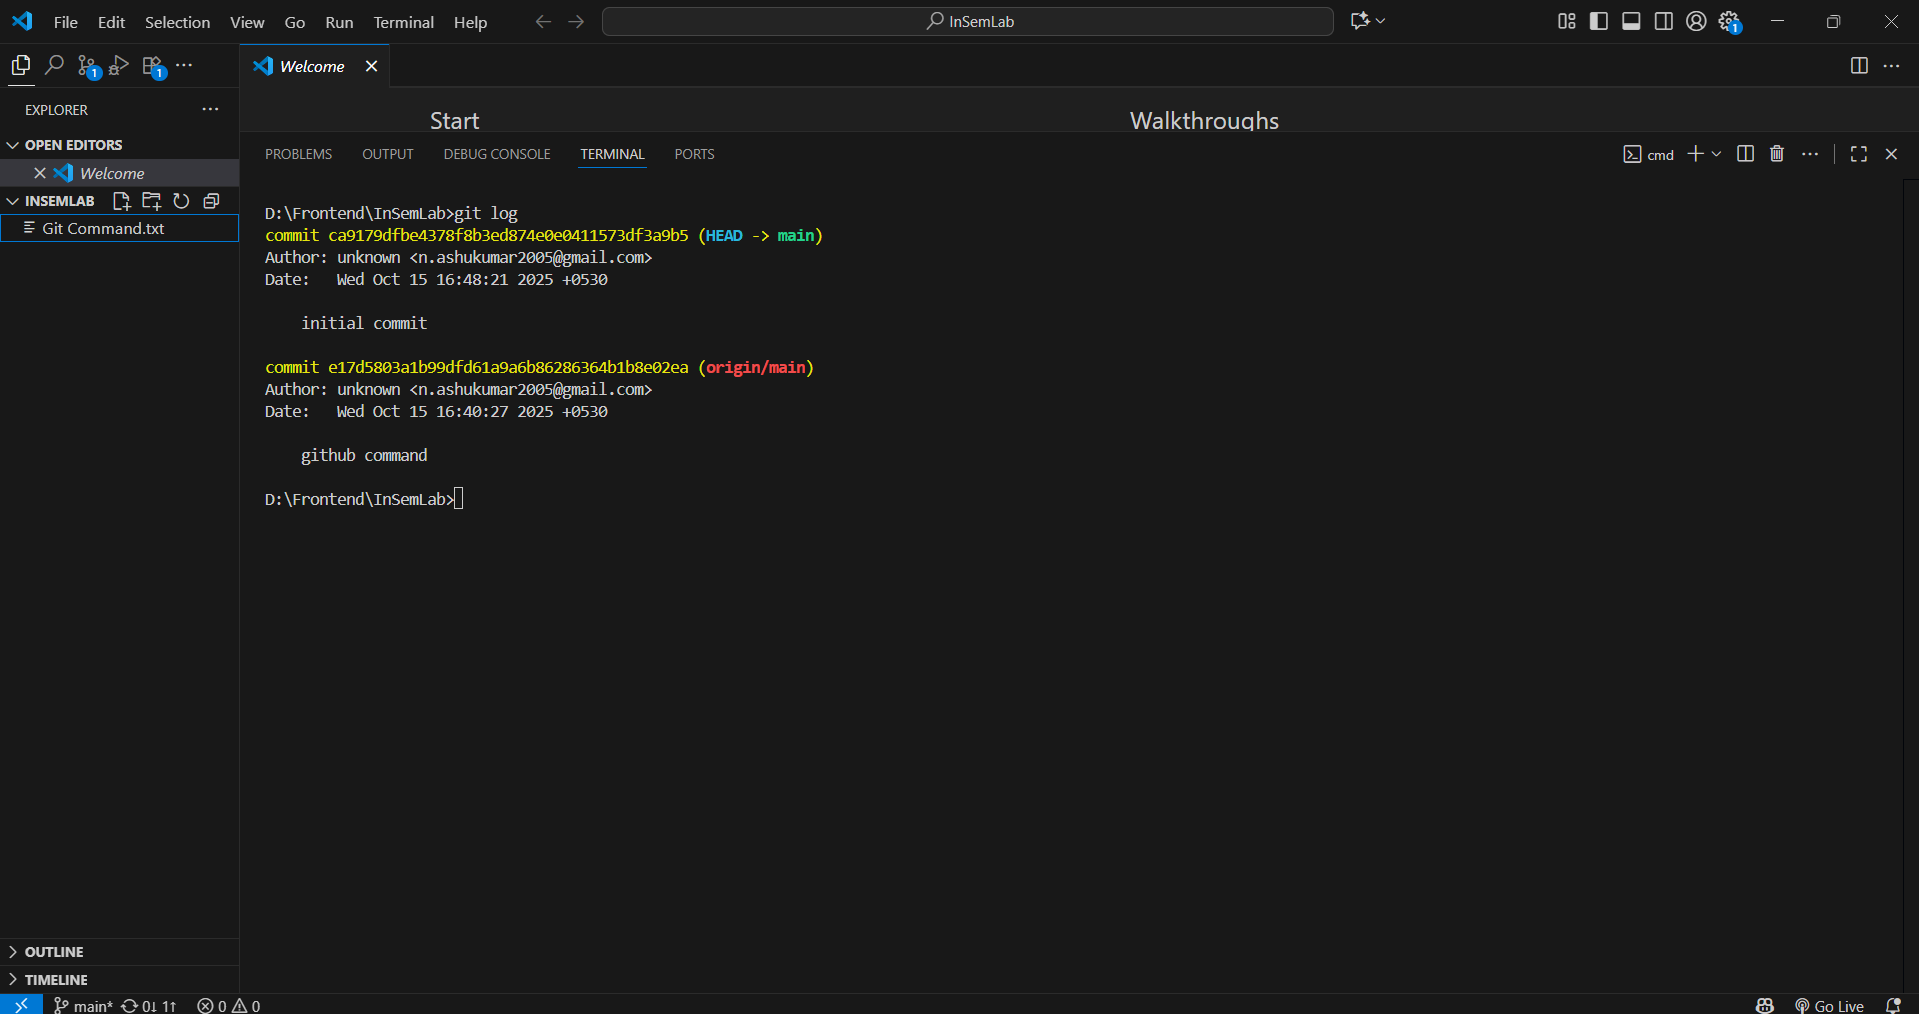 File Edit Selection View Go Run Terminal Help
InSemLab
1
1
1
Welcome
EXPLORER
OPEN EDITORS
Welcome
INSEMLAB
Git Command.txt
Start
Walkthroughs
PROBLEMS OUTPUT DEBUG CONSOLE TERMINAL PORTS
cmd
D:\Frontend\InSemLab>git log
commit ca9179dfbe4378f8b3ed874e0e0411573df3a9b5 (HEAD -> main)
Author: unknown <n.ashukumar2005@gmail.com>
Date:   Wed Oct 15 16:48:21 2025 +0530
initial commit
commit e17d5803a1b99dfd61a9a6b86286364b1b8e02ea (origin/main)
Author: unknown <n.ashukumar2005@gmail.com>
Date:   Wed Oct 15 16:40:27 2025 +0530
github command
D:\Frontend\InSemLab>
OUTLINE
TIMELINE
main* 0↓ 1↑ 0 0
Go Live